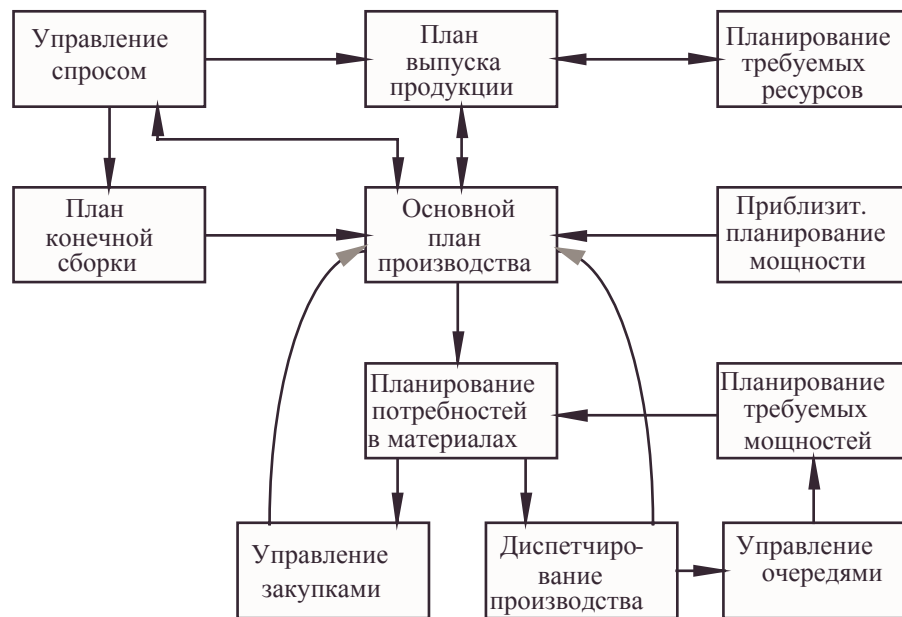 Управление
спросом
План
выпуска
продукции
Планирование
требуемых
ресурсов
План
конечной
сборки
Основной
план
производства
Приблизит.
планирование
мощности
Планирование
потребностей
в материалах
Планирование
требуемых
мощностей
Управление
закупками
Диспетчиро-
вание
производства
Управление
очередями